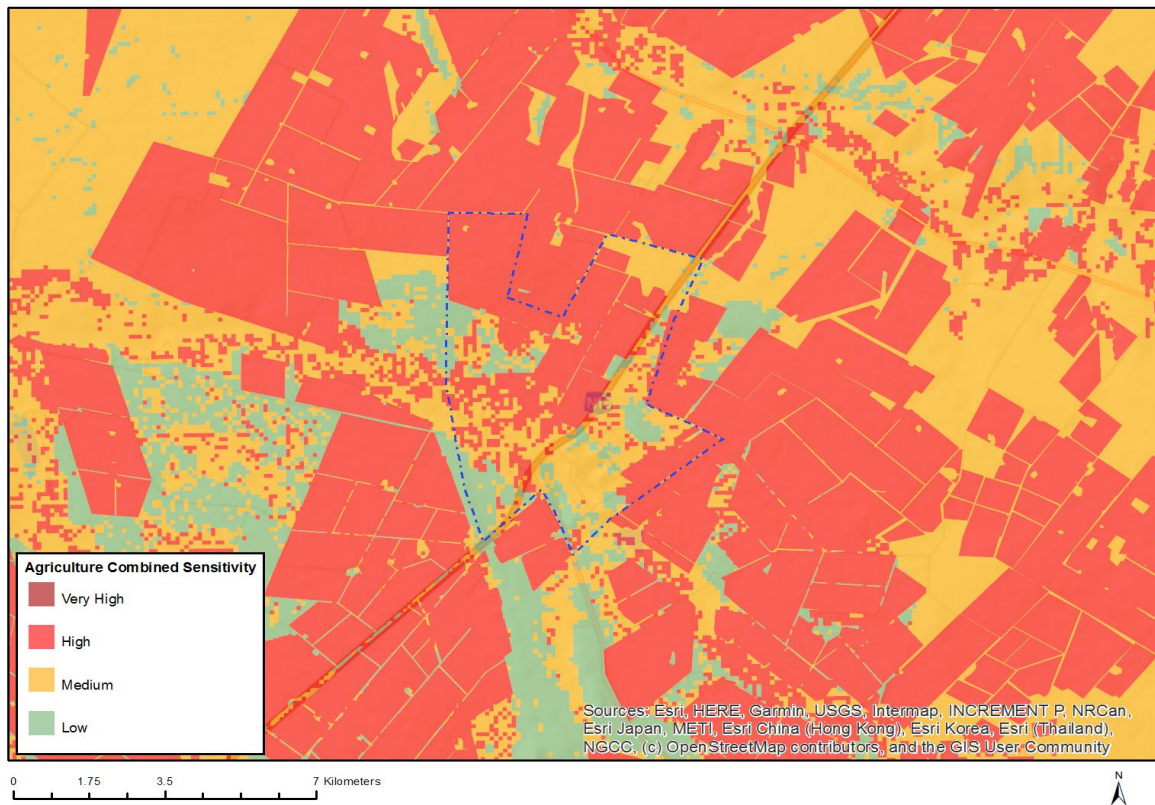 Agriculture Combined Sensitivity
Very High
High
Medium
Low
Sources: Esri, HERE, Garmin, USGS, Intermap, INCREMENT P, NRCan,
Esri Japan, METI, Esri China (Hong Kong), Esri Korea, Esri (Thailand),
NGCC, (c) OpenStreetMap contributors, and the GIS User Community
0 1.75 3.5 7 Kilometers
N